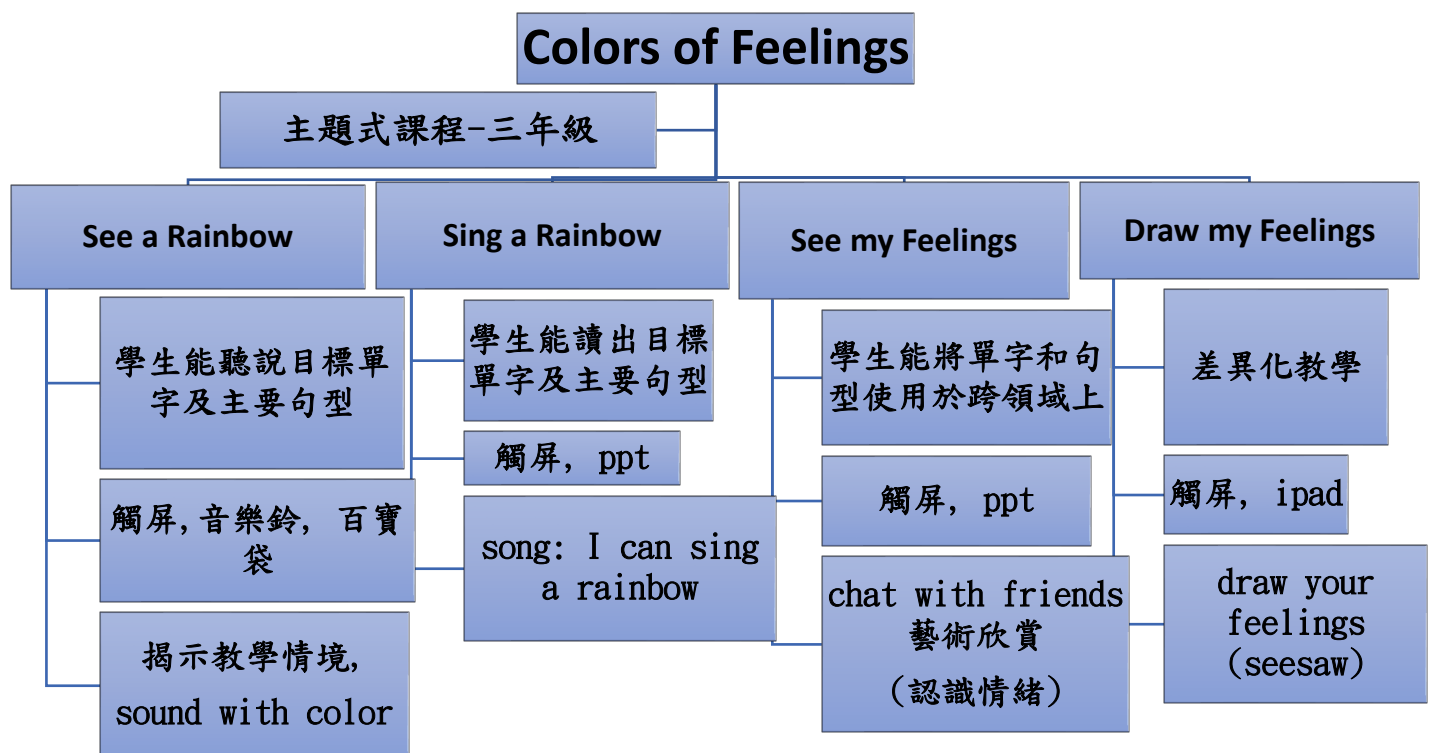 Colors of Feelings
主題式課程-三年級
See a Rainbow
學生能聽說目標單
字及主要句型
觸屏, 音樂鈴, 百寶
袋
揭示教學情境,
sound with color
Sing a Rainbow
學生能讀出目標
單字及主要句型
觸屏, ppt
song: I can sing
a rainbow
See my Feelings
學生能將單字和句
型使用於跨領域上
觸屏, ppt
chat with friends
藝術欣賞
(認識情緒)
Draw my Feelings
差異化教學
觸屏, ipad
draw your
feelings
(seesaw)